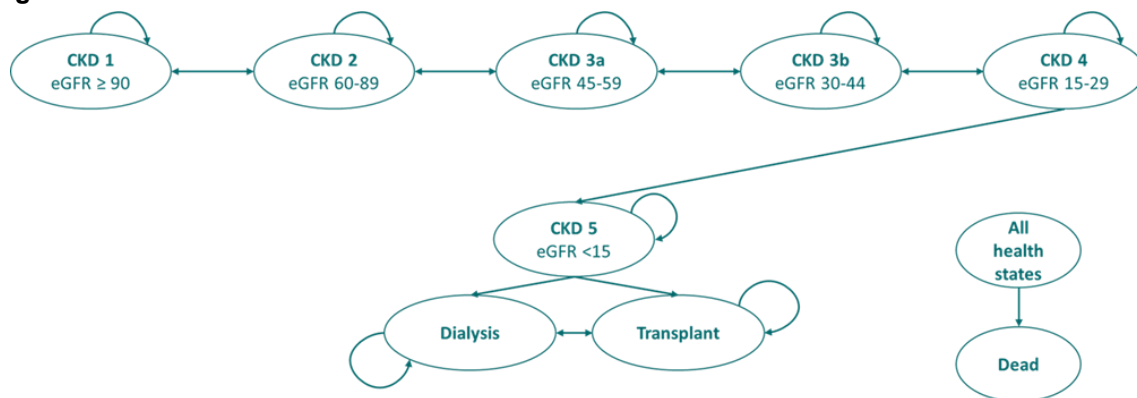 CKD 1
eGFR ≥ 90
CKD 2
eGFR 60-89
CKD 3a
eGFR 45-59
CKD 3b
eGFR 30-44
CKD 4
eGFR 15-29
CKD 5
eGFR <15
All
health
states
Dialysis
Transplant
Dead